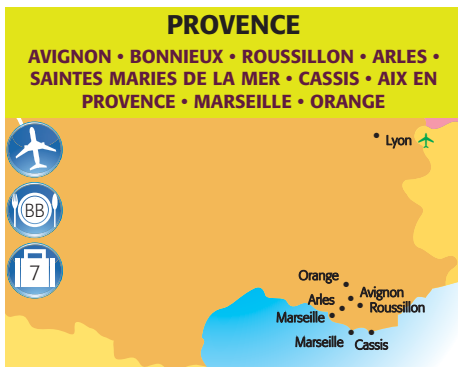 PROVENCE
AVIGNON • BONNIEUX • ROUSSILLON • ARLES •
SAINTES MARIES DE LA MER • CASSIS • AIX EN
PROVENCE • MARSEILLE • ORANGE
Lyon
BB
7
Orange
Avignon
Arles
Roussillon
Marseille
Marseille
Cassis